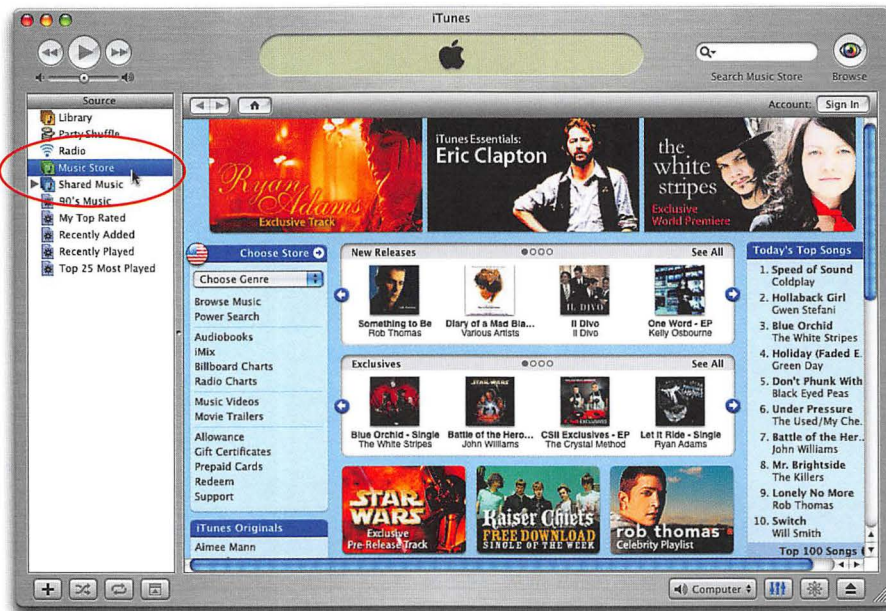 iTunes
Search Music Store
Browse
Source
Library
Party Shuffle
Radio
Music Store
Shared Music
90's Music
My Top Rated
Recently Added
Recently Played
Top 25 Most Played
Account: Sign In
Ryan
Adams
Exclusive Track
iTunes Essentials:
Eric Clapton
the
white
stripes
Exclusive
World Premiere
Choose Store
Choose Genre
Browse Music
Power Search
Audiobooks
iMix
Billboard Charts
Radio Charts
Music Videos
Movie Trailers
Allowance
Gift Certificates
Prepaid Cards
Redeem
Support
iTunes Originals
Aimee Mann
New Releases
See All
Something to Be
Rob Thomas
Diary of a Mad Bla...
Various Artists
IL DIVO
Il Divo
Il Divo
One Word - EP
Kelly Osbourne
Exclusives
See All
Blue Orchid - Single
The White Stripes
STAR WARS
Battle of the Hero...
John Williams
CSII Exclusives - EP
The Crystal Method
Let It Ride - Single
Ryan Adams
STAR
WARS
Exclusive
Pre-Release Track
Kaiser Chiefs
FREE DOWNLOAD
SINGLE OF THE WEEK
rob thomas
Celebrity Playlist
Today's Top Songs
1. Speed of Sound
Coldplay
2. Hollaback Girl
Gwen Stefani
3. Blue Orchid
The White Stripes
4. Holiday (Faded E.
Green Day
5. Don't Phunk With
Black Eyed Peas
6. Under Pressure
The Used/My Che.
7. Battle of the Her..
John Williams
8. Mr. Brightside
The Killers
9. Lonely No More
Rob Thomas
10. Switch
Will Smith
Top 100 Songs
Computer